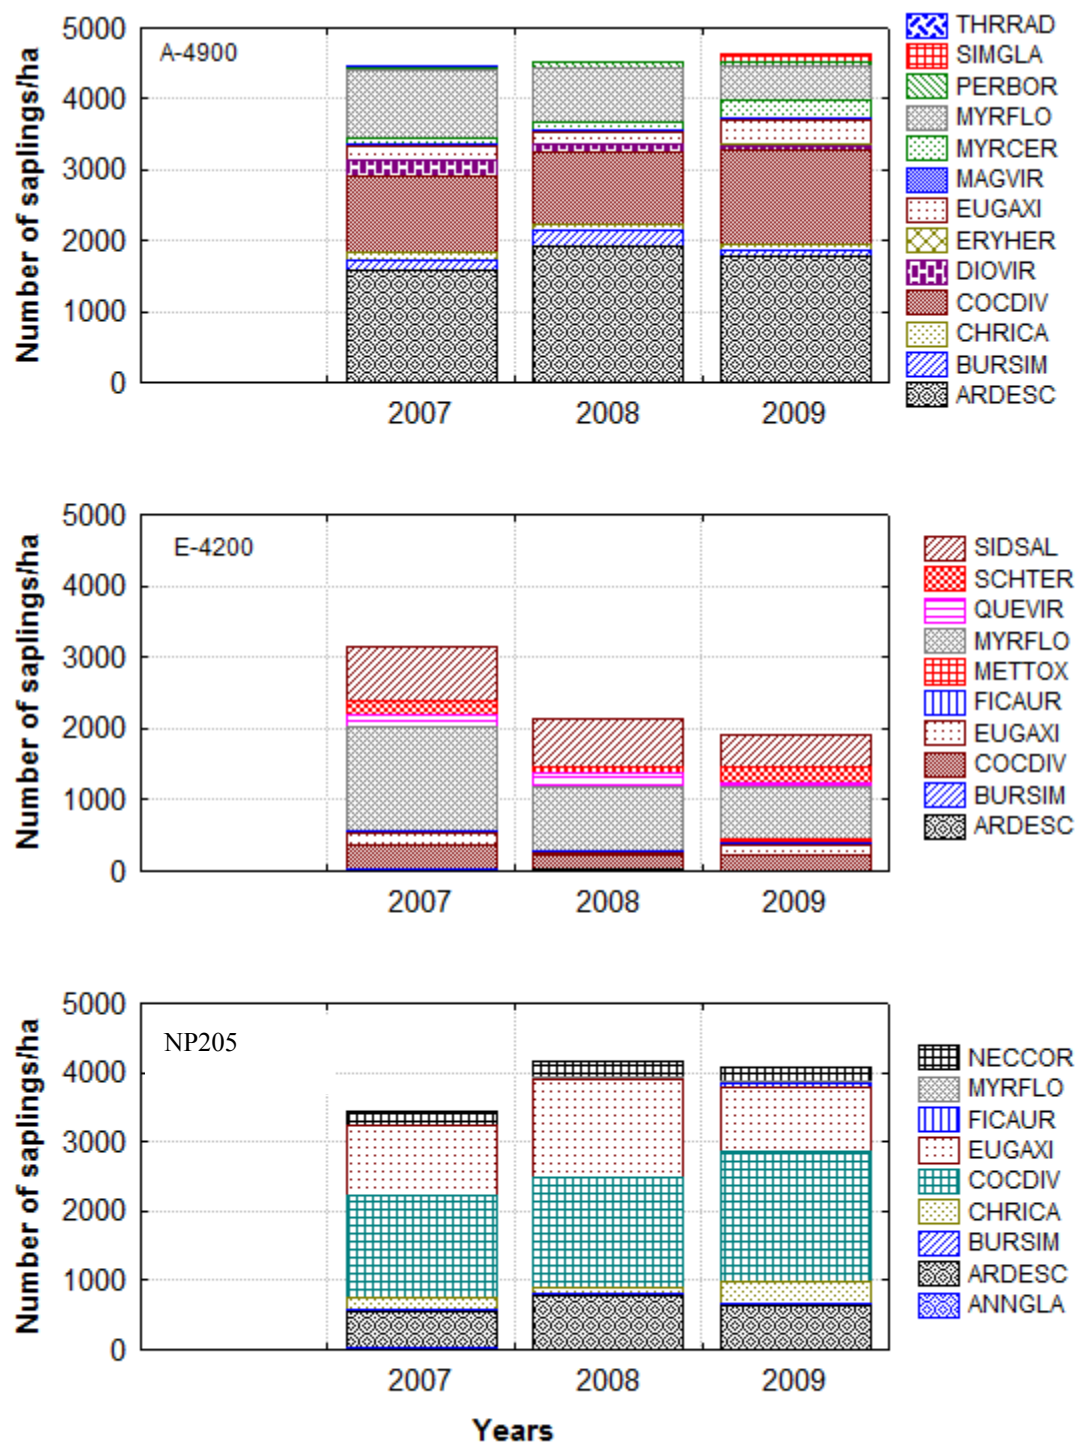 Number of saplings/ha
5000
4000
3000
2000
1000
0
A-4900
2007
2008
2009
THRRAD
SIMGLA
PERBOR
MYRFLO
MYRCER
MAGVIR
EUGAXI
ERYHER
DIOVIR
COCDIV
CHRICA
BURSIM
ARDESC
Number of saplings/ha
5000
4000
3000
2000
1000
0
E-4200
2007
2008
2009
SIDSAL
SCHTER
QUEVIR
MYRFLO
METTOX
FICAUR
EUGAXI
COCDIV
BURSIM
ARDESC
Number of saplings/ha
5000
4000
3000
2000
1000
0
NP205
2007
2008
2009
NECCOR
MYRFLO
FICAUR
EUGAXI
COCDIV
CHRICA
BURSIM
ARDESC
ANNGLA
Years